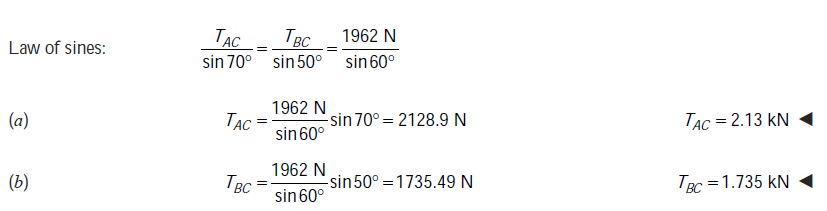 Law of sines: T_AC / sin 70° = T_BC / sin 50° = 1962 N / sin 60°
(a) T_AC = 1962 N / sin 60° sin 70° = 2128.9 N T_AC = 2.13 kN ◄
(b) T_BC = 1962 N / sin 60° sin 50° = 1735.49 N T_BC = 1.735 kN ◄